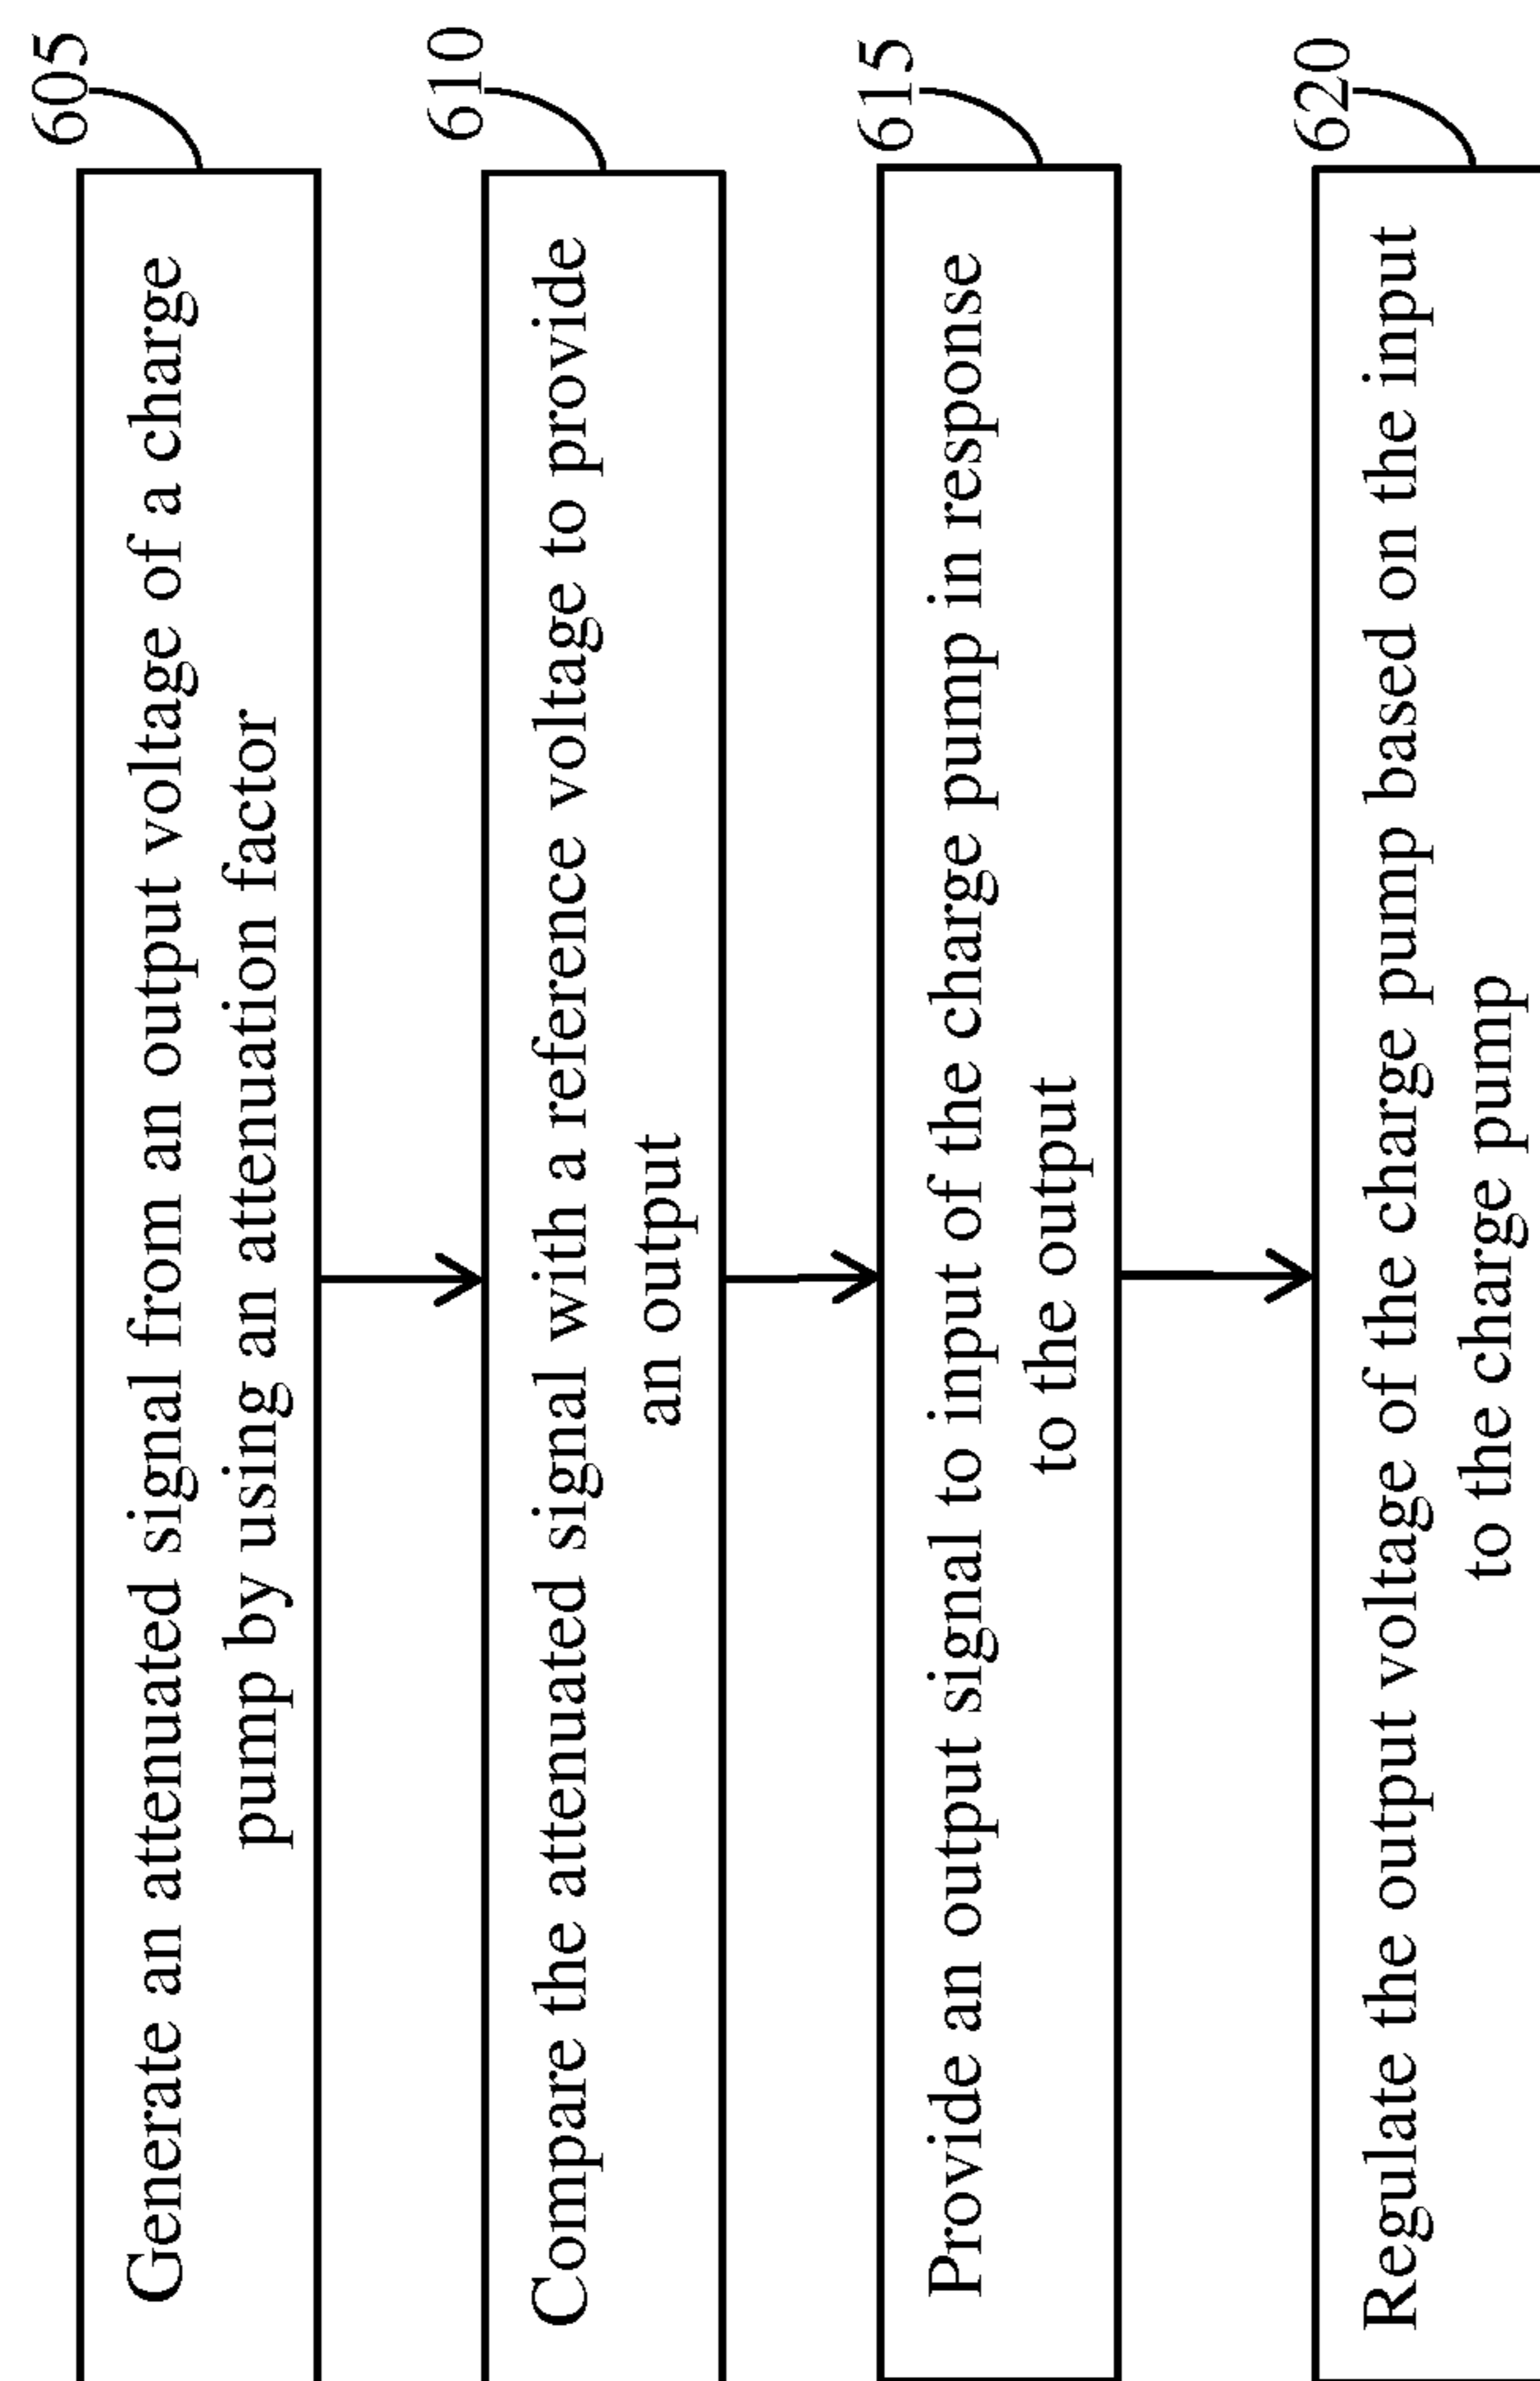 605
Generate an attenuated signal from an output voltage of a charge
pump by using an attenuation factor
610
Compare the attenuated signal with a reference voltage to provide
an output
615
Provide an output signal to input of the charge pump in response
to the output
620
Regulate the output voltage of the charge pump based on the input
to the charge pump